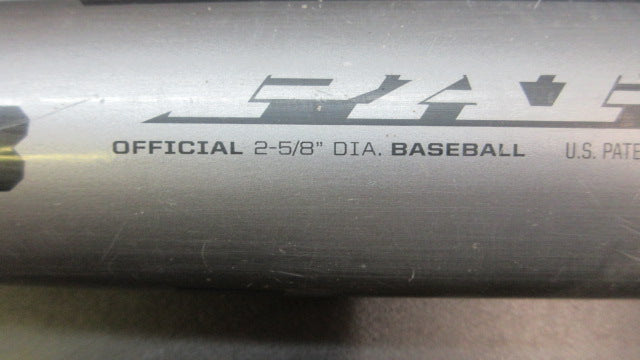 OFFICIAL 2-5/8" DIA. BASEBALL U.S. PATE